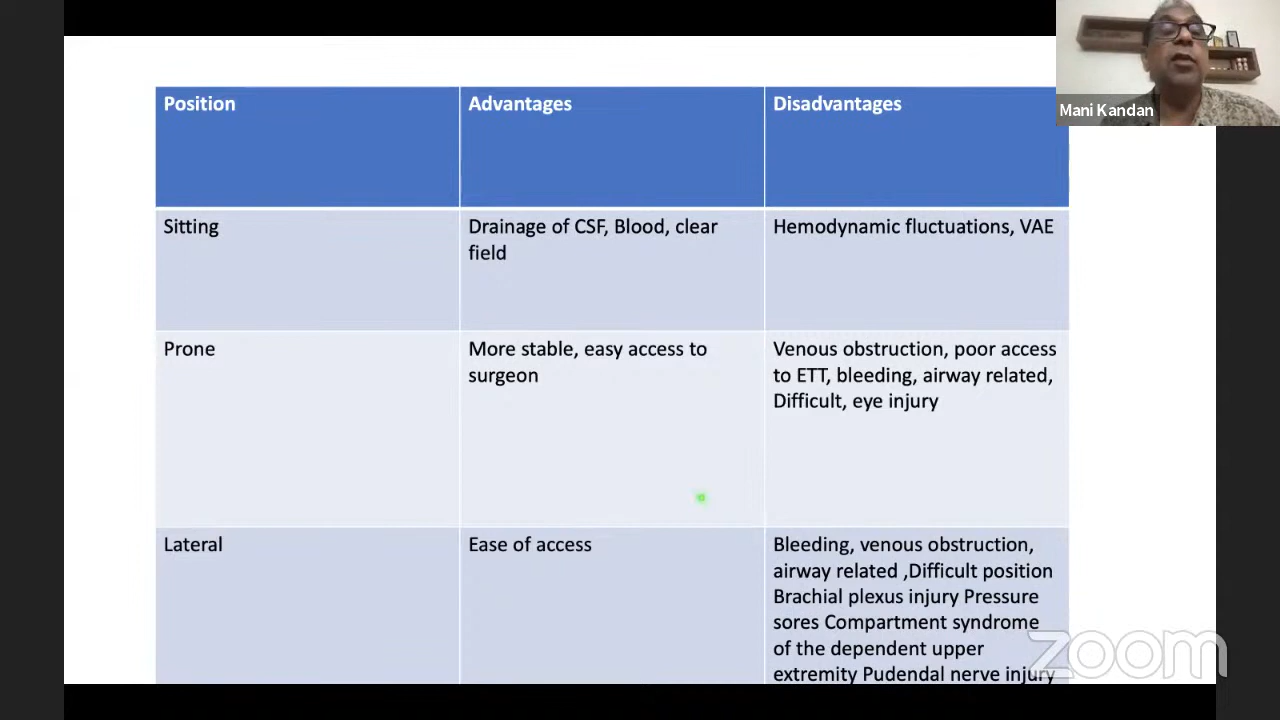 Position
Advantages
Disadvantages
Mani Kandan
Sitting
Drainage of CSF, Blood, clear
field
Hemodynamic fluctuations, VAE
Prone
More stable, easy access to
surgeon
Venous obstruction, poor access
to ETT, bleeding, airway related,
Difficult, eye injury
Lateral
Ease of access
Bleeding, venous obstruction,
airway related ,Difficult position
Brachial plexus injury Pressure
sores Compartment syndrome
of the dependent upper
extremity Pudendal nerve injury
zoom